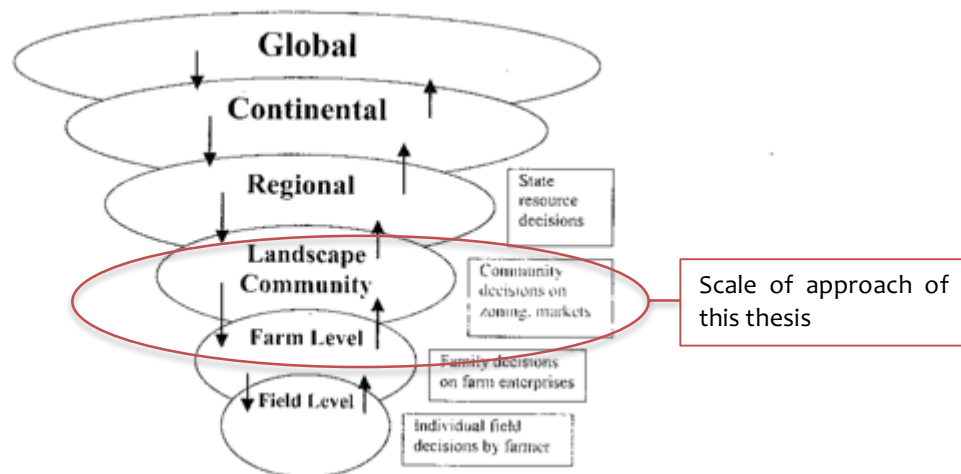 Global
Continental
Regional
State
resource
decisions
Landscape
Community
Community
decisions on
zoning, markets
Scale of approach of
this thesis
Farm Level
Family decisions
on farm enterprises
Field Level
Individual field
decisions by farmer